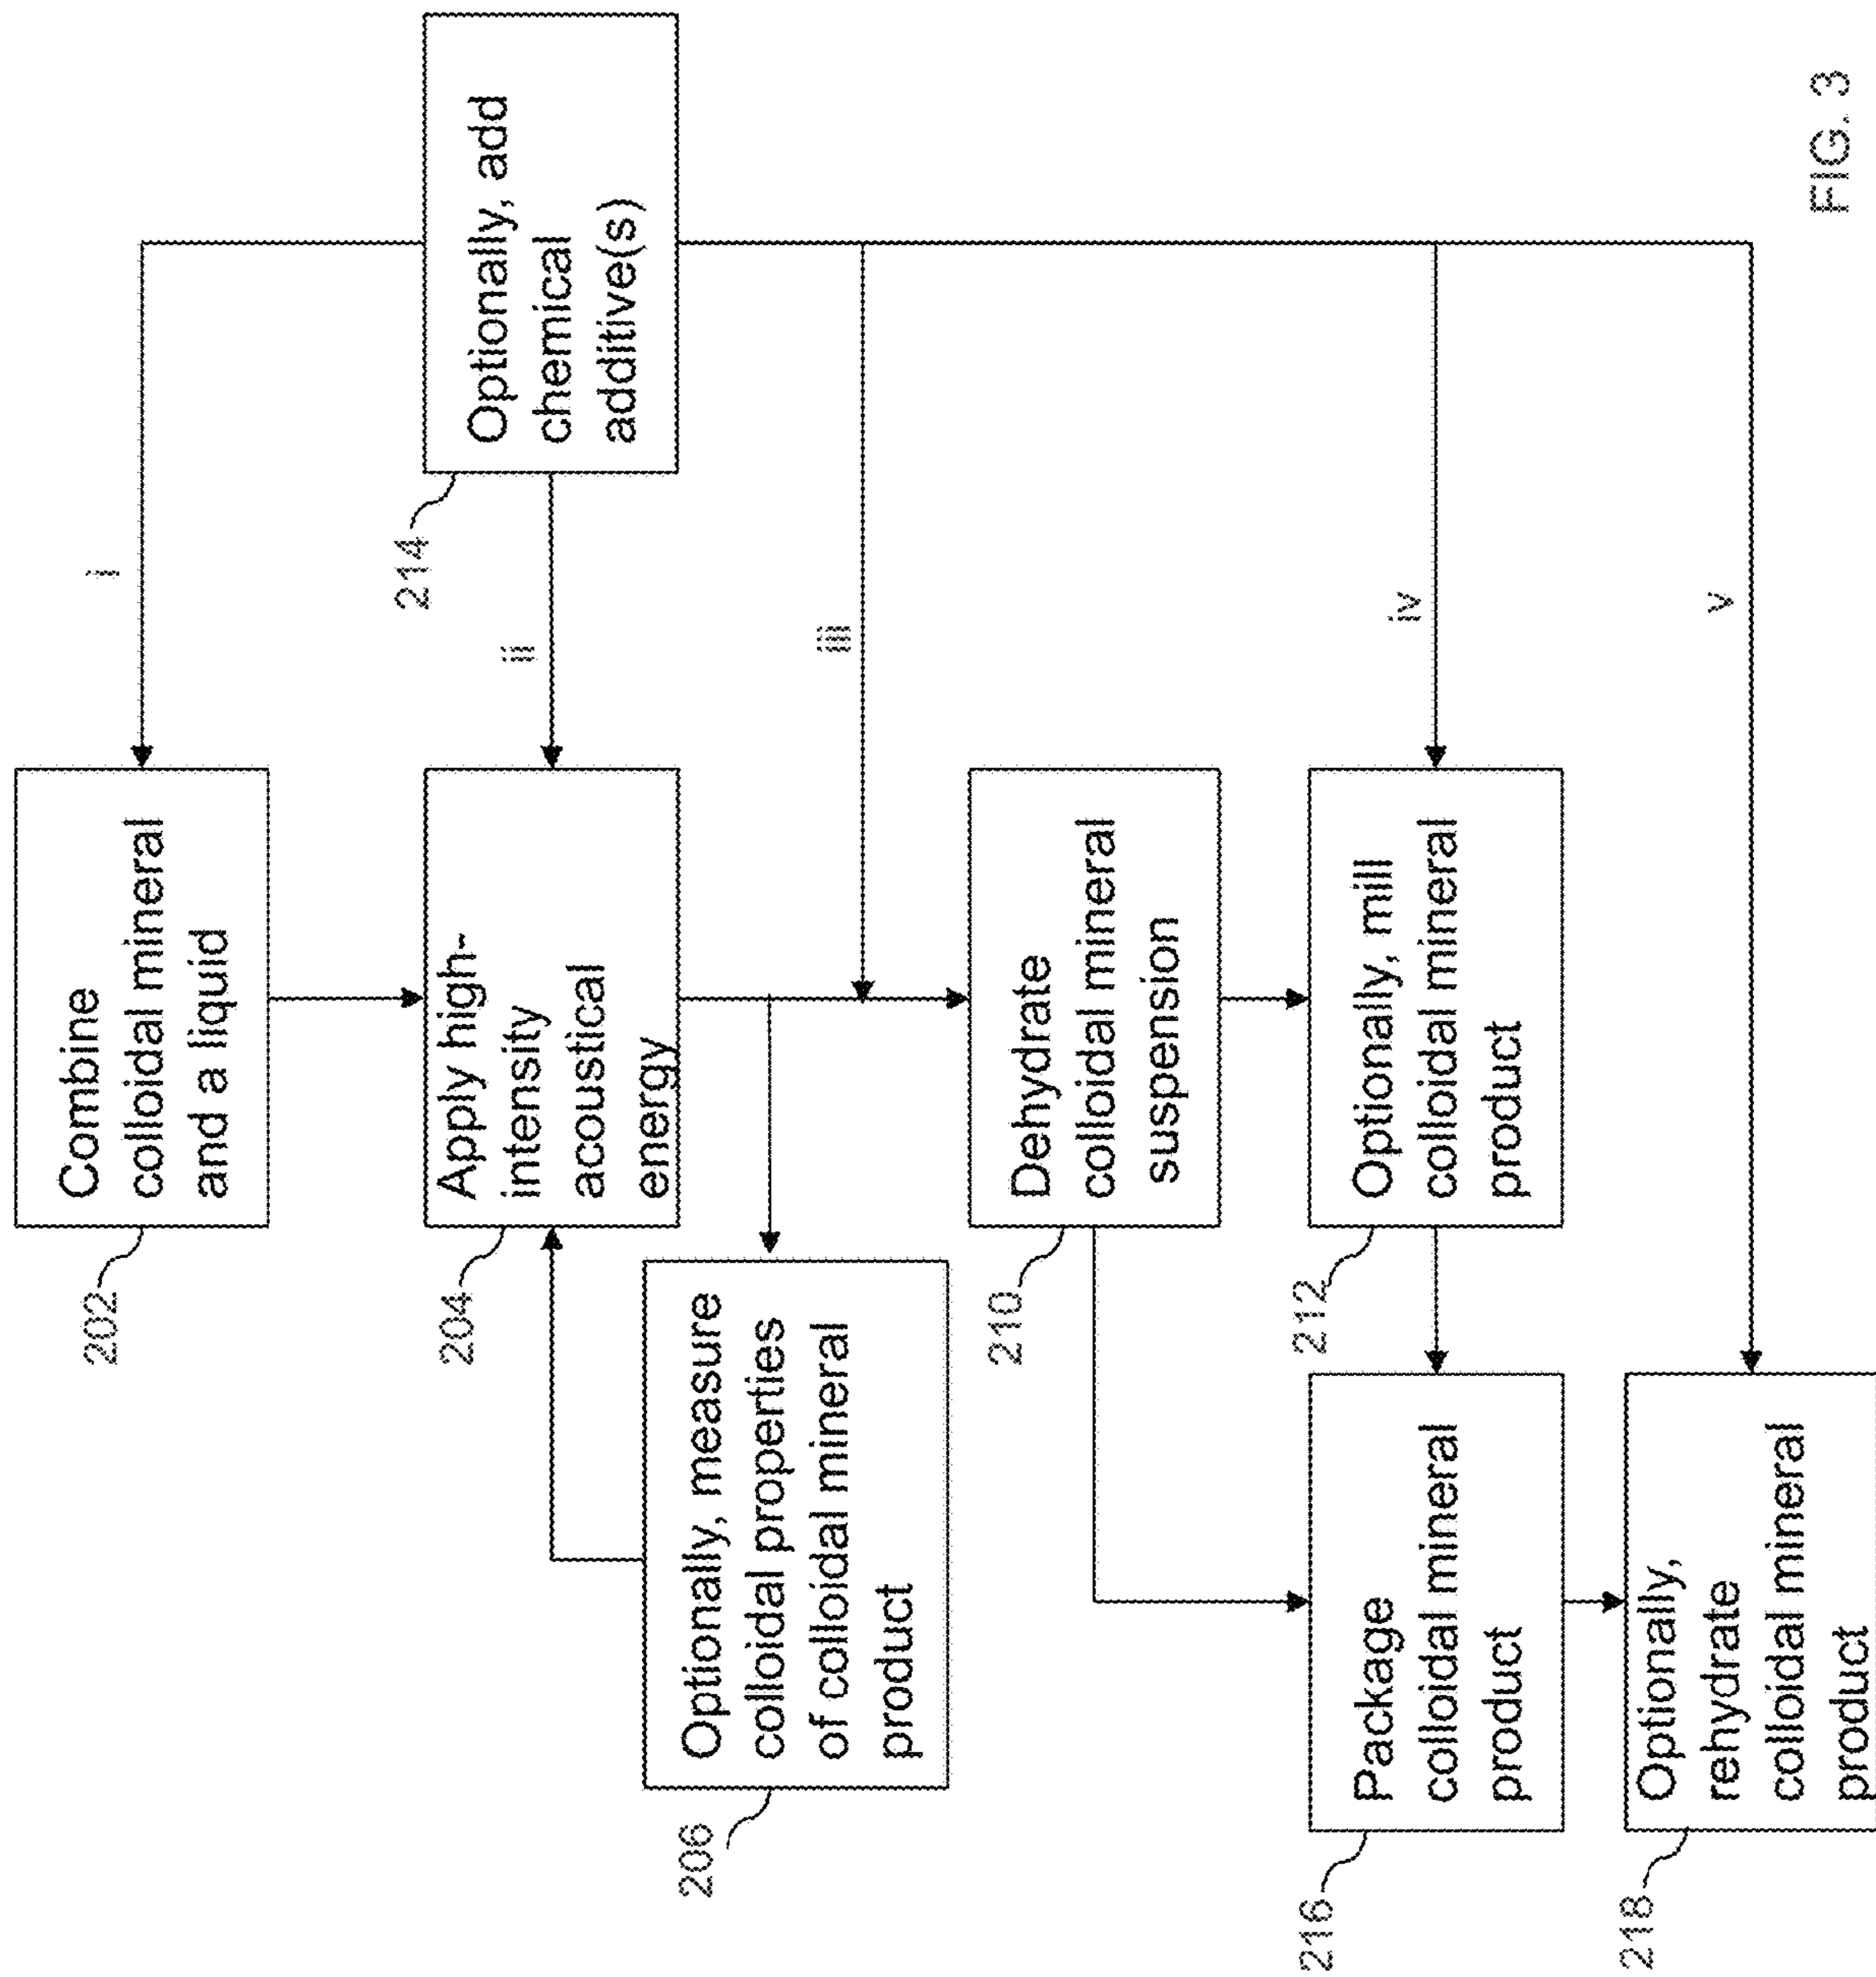 Optionally, add
chemical
additive(s)
214
i
ii
iii
iv
v
Combine
colloidal mineral
and a liquid
202
Apply high-
intensity
acoustical
energy
204
Optionally, measure
colloidal properties
of colloidal mineral
product
206
Dehydrate
colloidal mineral
suspension
210
Optionally, mill
colloidal mineral
product
212
Package
colloidal mineral
product
216
Optionally,
rehydrate
colloidal mineral
product
218
FIG. 3